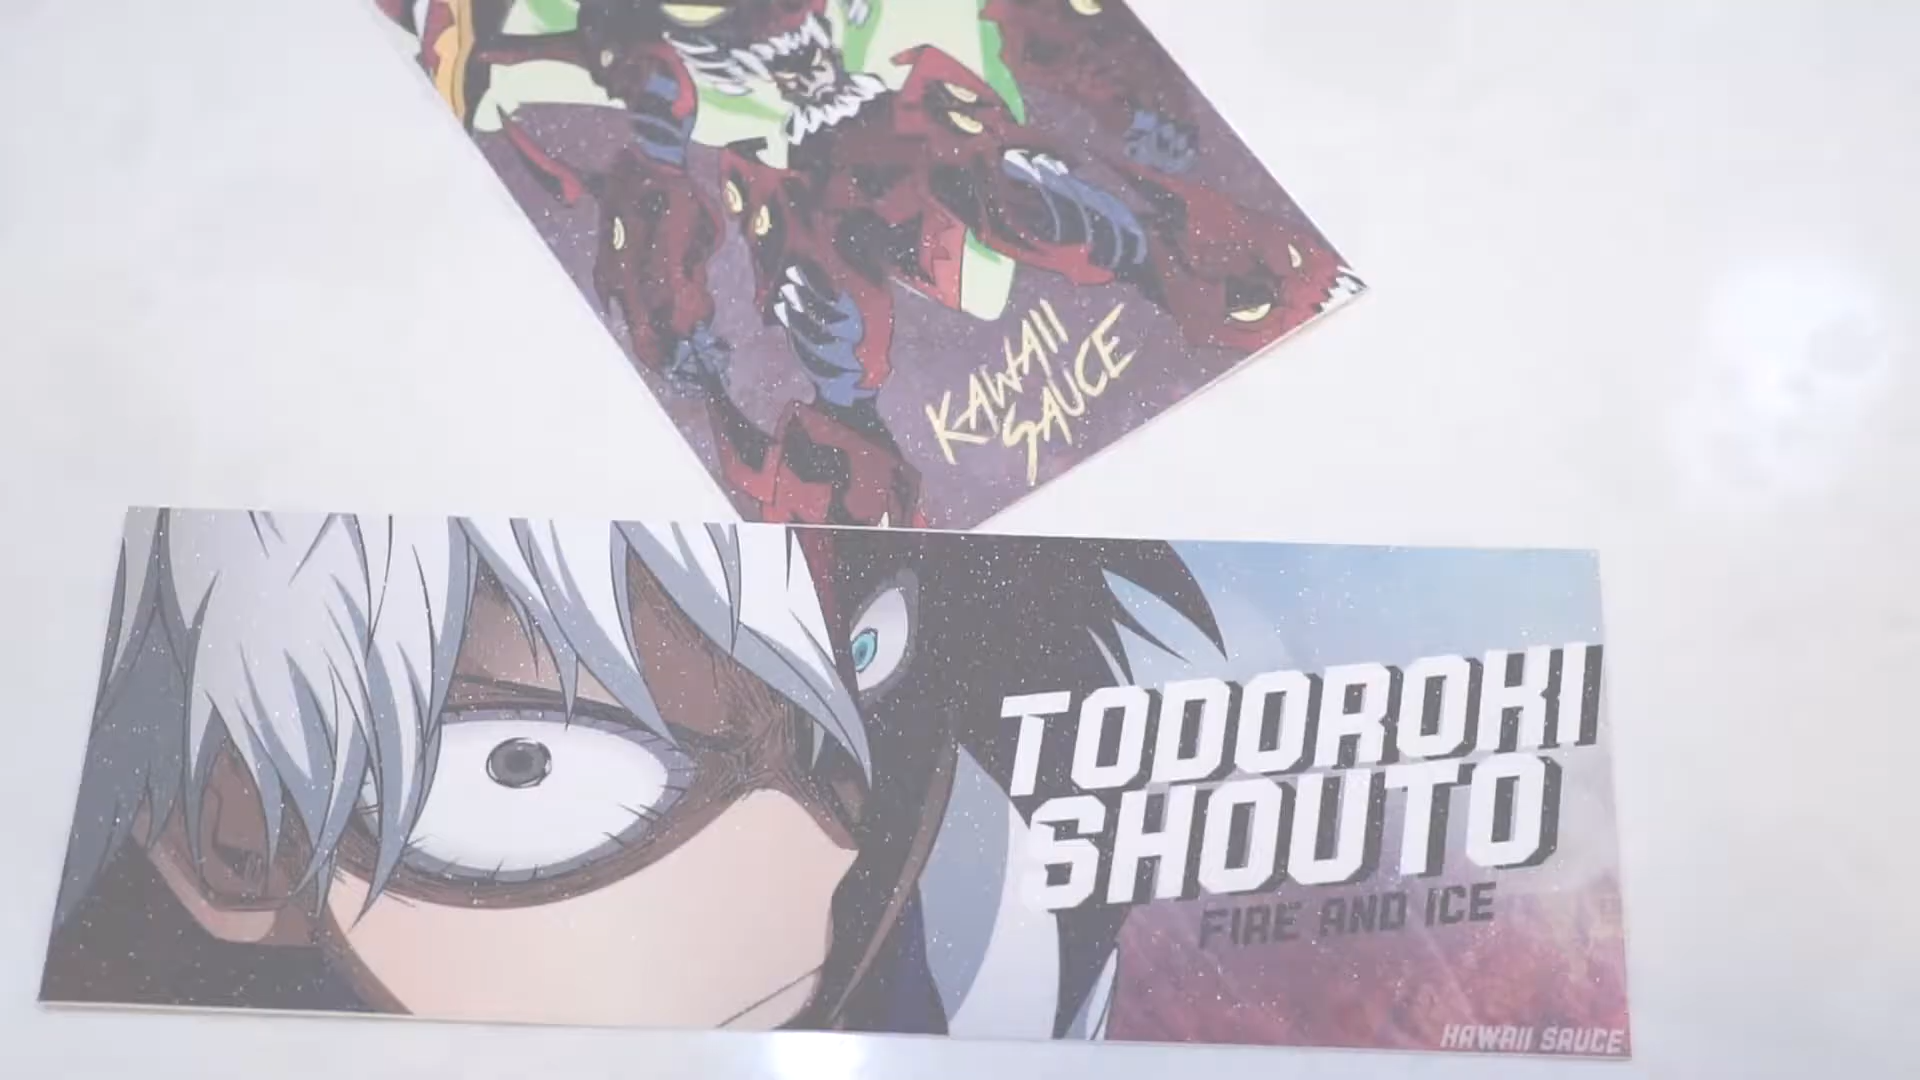 KAWAII
SAUCE
TODOROKI
SHOUTO
FIRE AND ICE
KAWAII SAUCE